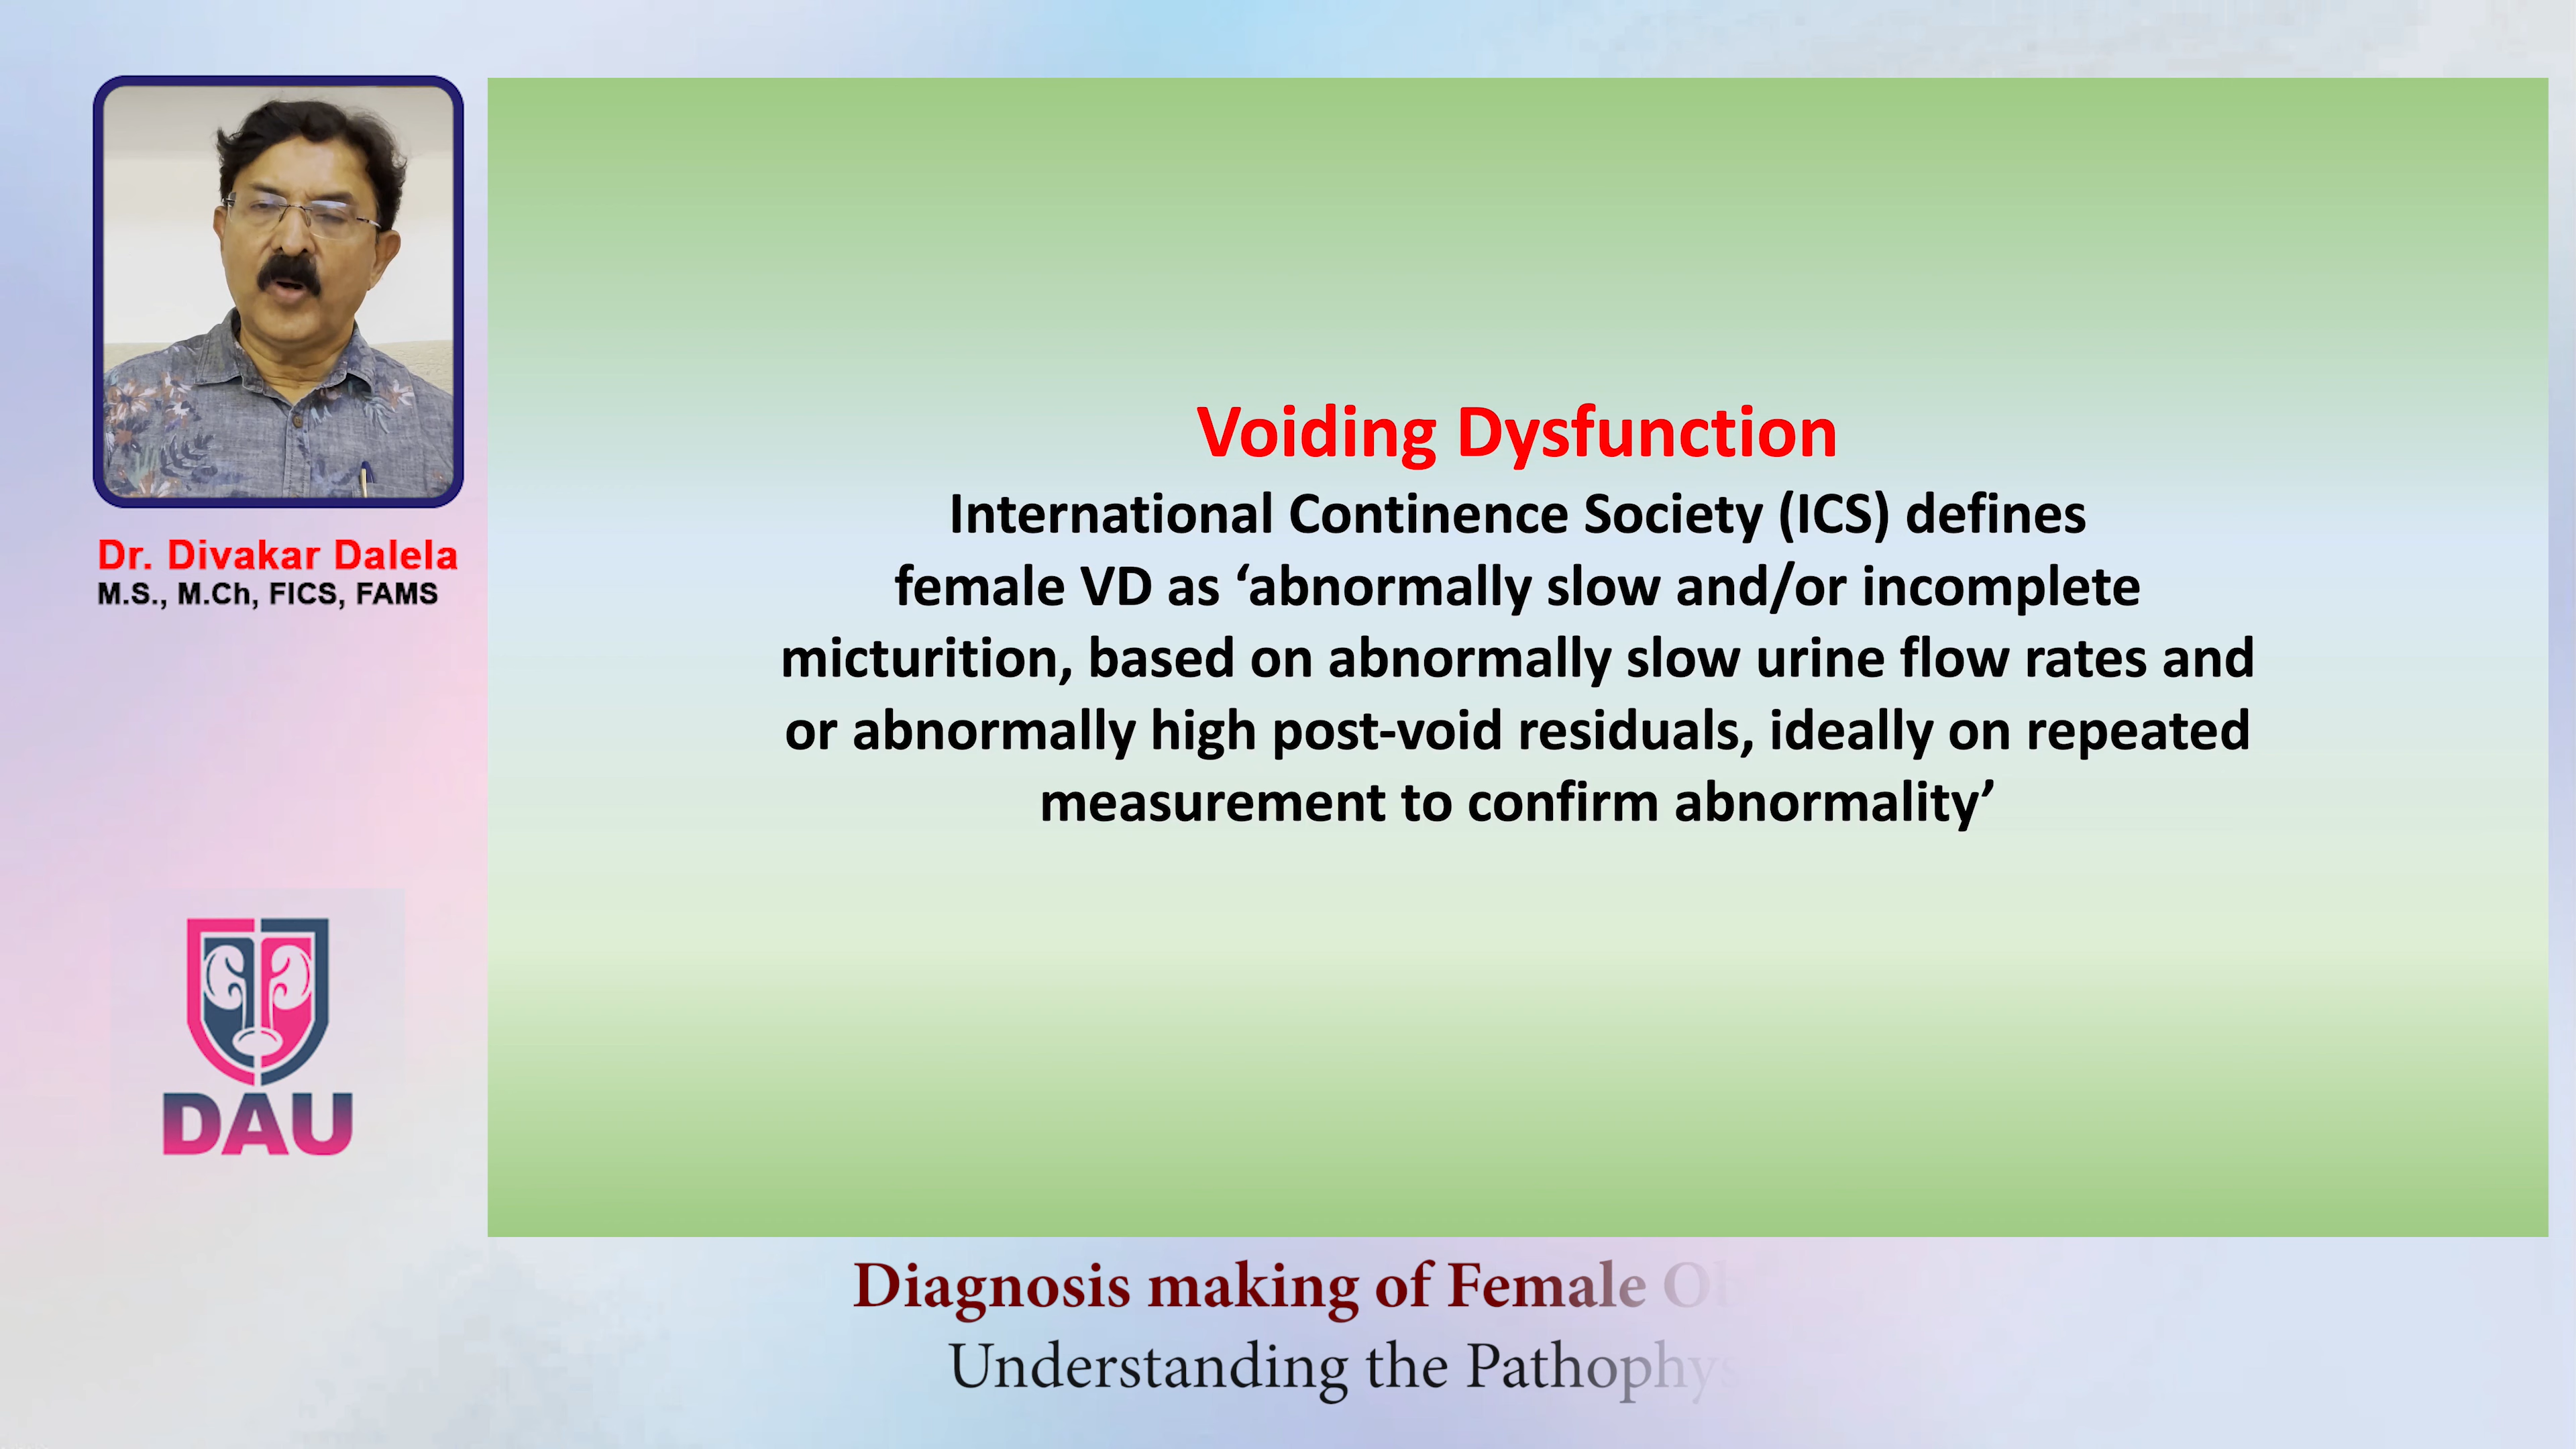 Dr. Divakar Dalela
M.S., M.Ch, FICS, FAMS
DAU
Voiding Dysfunction
International Continence Society (ICS) defines
female VD as ‘abnormally slow and/or incomplete
micturition, based on abnormally slow urine flow rates and
or abnormally high post-void residuals, ideally on repeated
measurement to confirm abnormality’
Diagnosis making of Female
Understanding the